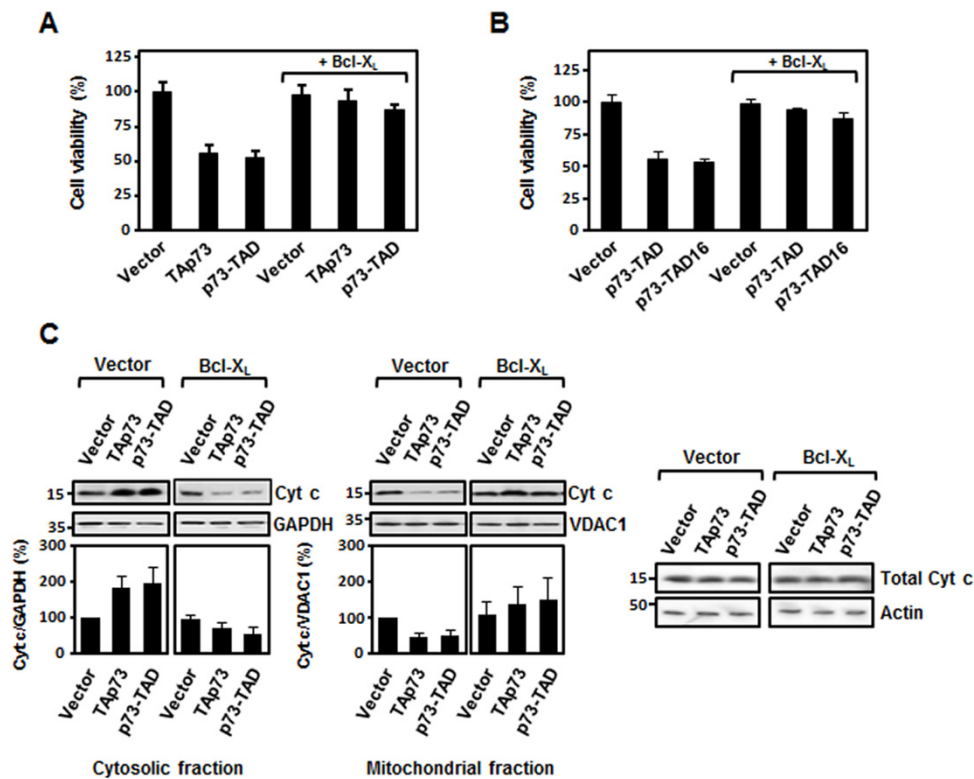 A
Cell viability (%)
125
100
75
50
25
0
+ Bcl-XL
Vector
TAp73
p73-TAD
Vector
TAp73
p73-TAD
B
Cell viability (%)
125
100
75
50
25
0
+ Bcl-XL
Vector
p73-TAD
p73-TAD16
Vector
p73-TAD
p73-TAD16
C
Vector
Bcl-XL
Vector
TAp73
p73-TAD
Vector
TAp73
p73-TAD
15
Cyt c
35
GAPDH
Cyt c/GAPDH (%)
300
200
100
0
Vector
TAp73
p73-TAD
Vector
TAp73
p73-TAD
Cytosolic fraction
Vector
Bcl-XL
Vector
TAp73
p73-TAD
Vector
TAp73
p73-TAD
15
Cyt c
35
VDAC1
Cyt c/VDAC1 (%)
300
200
100
0
Vector
TAp73
p73-TAD
Vector
TAp73
p73-TAD
Mitochondrial fraction
Vector
Bcl-XL
Vector
TAp73
p73-TAD
Vector
TAp73
p73-TAD
15
Total Cyt c
50
Actin